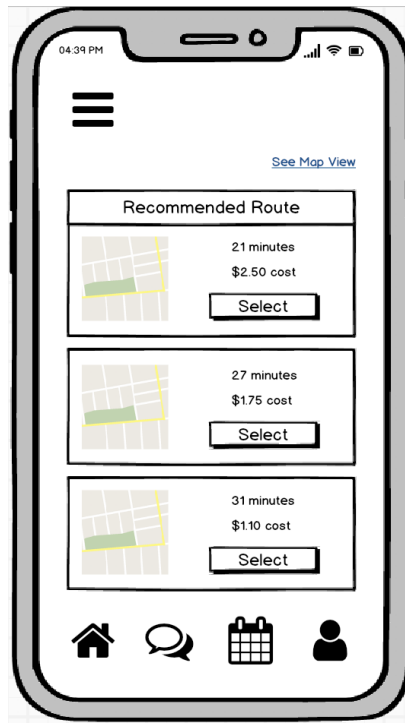 04:39 PM
See Map View
Recommended Route
21 minutes
$2.50 cost
Select
27 minutes
$1.75 cost
Select
31 minutes
$1.10 cost
Select